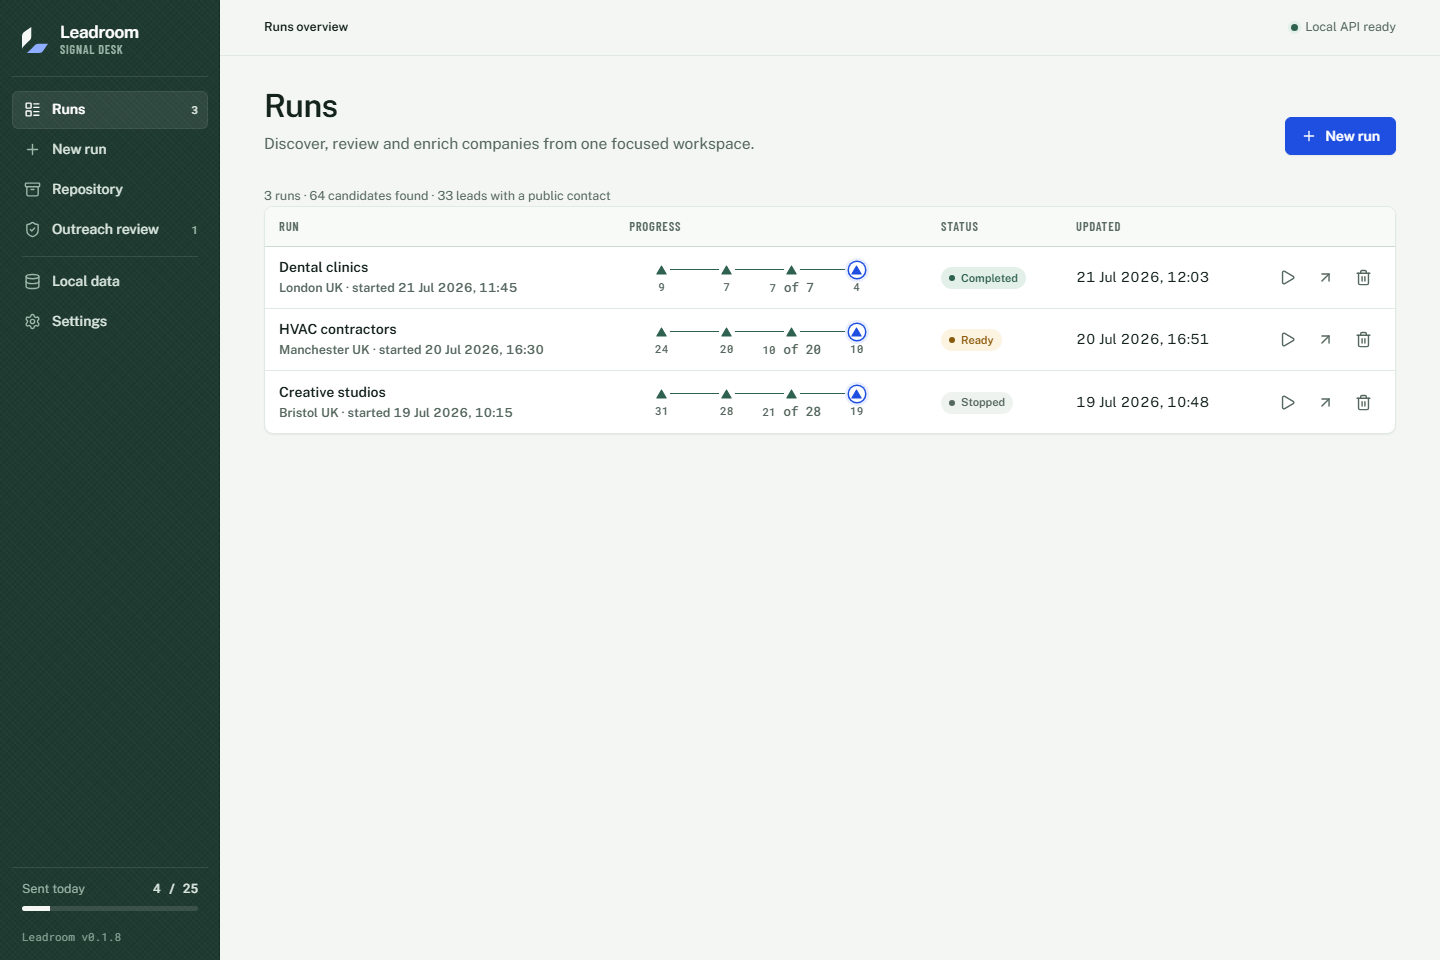 Leadroom
SIGNAL DESK
Runs 3
New run
Repository
Outreach review 1
Local data
Settings
Sent today 4 / 25
Leadroom v0.1.8
Runs overview
Local API ready
Runs
Discover, review and enrich companies from one focused workspace.
New run
3 runs · 64 candidates found · 33 leads with a public contact
RUN PROGRESS STATUS UPDATED
Dental clinics
London UK · started 21 Jul 2026, 11:45
9 7 7 of 7 4
Completed
21 Jul 2026, 12:03
HVAC contractors
Manchester UK · started 20 Jul 2026, 16:30
24 20 10 of 20 10
Ready
20 Jul 2026, 16:51
Creative studios
Bristol UK · started 19 Jul 2026, 10:15
31 28 21 of 28 19
Stopped
19 Jul 2026, 10:48